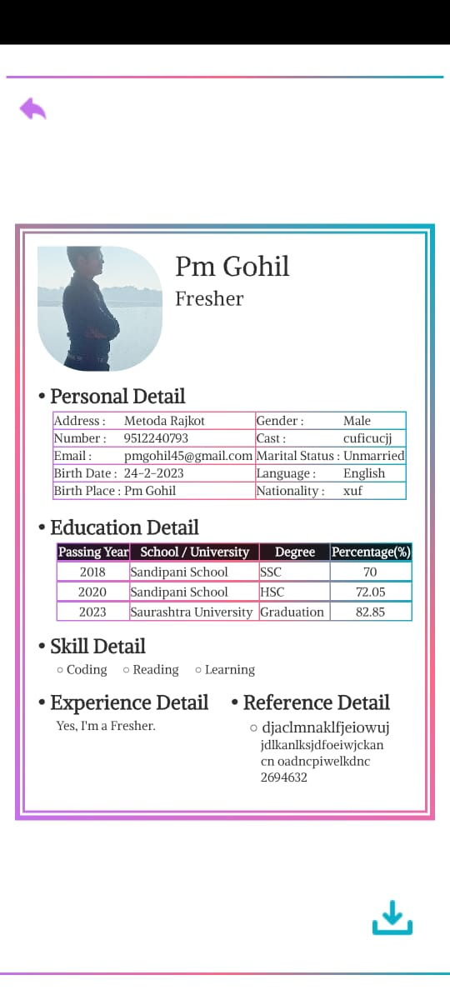 Pm Gohil
Fresher
• Personal Detail
Address : Metoda Rajkot Gender : Male
Number : 9512240793 Cast : cuficucjj
Email : pmgohil45@gmail.com Marital Status : Unmarried
Birth Date : 24-2-2023 Language : English
Birth Place : Pm Gohil Nationality : xuf
• Education Detail
Passing Year School / University Degree Percentage(%)
2018 Sandipani School SSC 70
2020 Sandipani School HSC 72.05
2023 Saurashtra University Graduation 82.85
• Skill Detail
○ Coding ○ Reading ○ Learning
• Experience Detail
Yes, I'm a Fresher.
• Reference Detail
○ djaclmnaklfjeiowuj
jdlkanlksjdfoeiwjckan
cn oadncpiwelkdnc
2694632